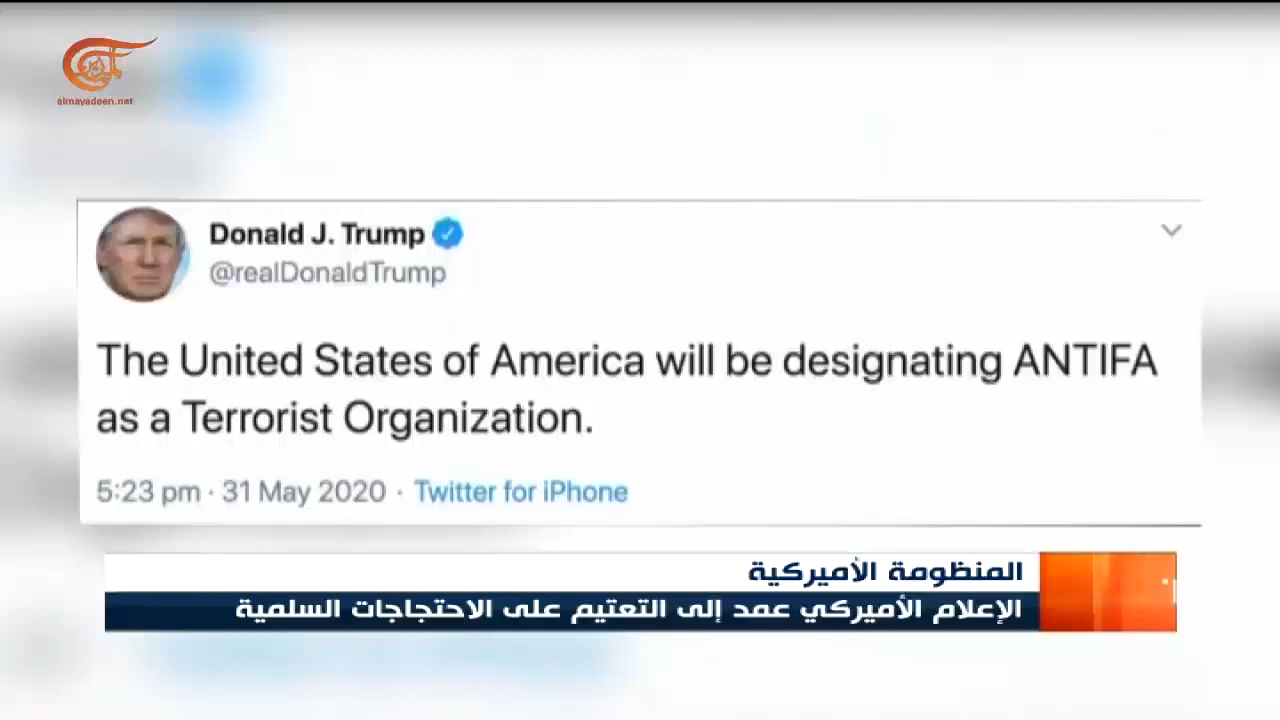 almayadeen.net
Donald J. Trump
@realDonaldTrump
The United States of America will be designating ANTIFA
as a Terrorist Organization.
5:23 pm · 31 May 2020 · Twitter for iPhone
المنظومة الأميركية
الإعلام الأميركي عمد إلى التعتيم على الاحتجاجات السلمية